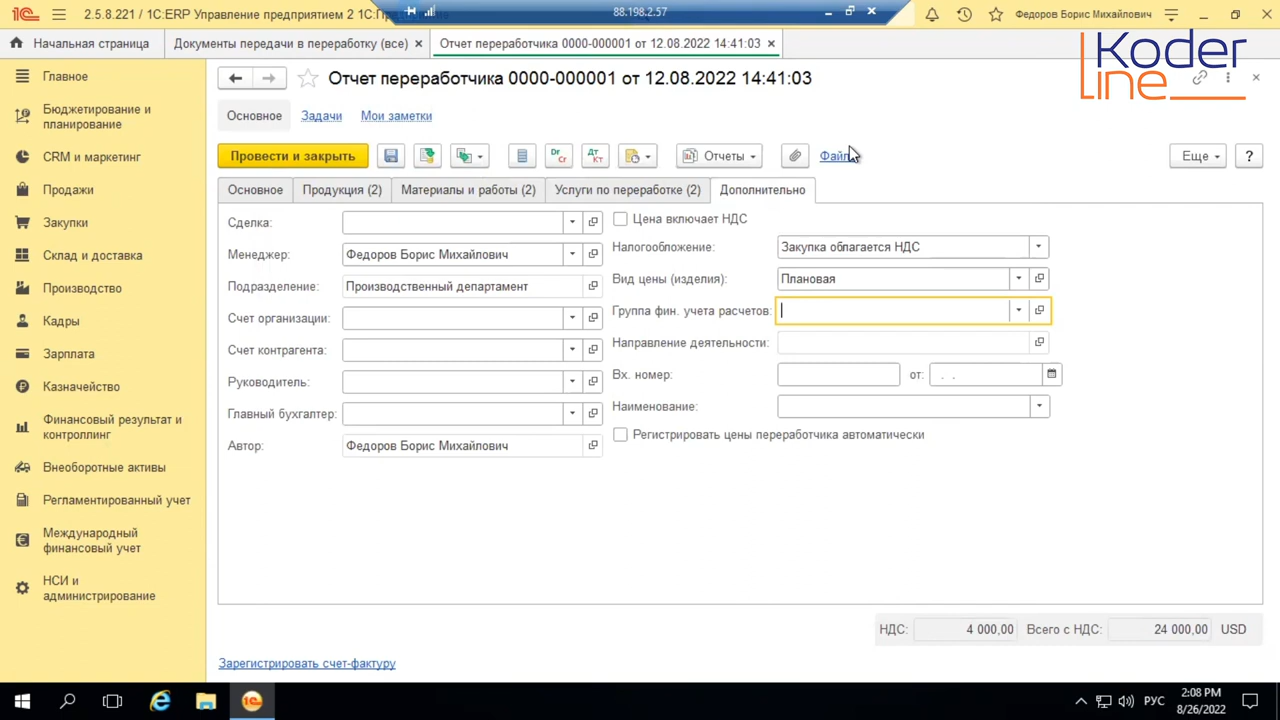 88.198.2.57
2.5.8.221) 1С:ERP Управление предприятием 2 1С:Пр
Федоров Борис Михайлович
Начальная страница
Документы передачи в переработку (все) ×
Отчет переработчика 0000-000001 от 12.08.2022 14:41:03 ×
Koder
line
Главное
Бюджетирование и
планирование
CRM и маркетинг
Продажи
Закупки
Склад и доставка
Производство
Кадры
Зарплата
Казначейство
Финансовый результат и
контроллинг
Внеоборотные активы
Регламентированный учет
Международный
финансовый учет
НСИ и
администрирование
Отчет переработчика 0000-000001 от 12.08.2022 14:41:03
Основное Задачи Мои заметки
Провести и закрыть Dr Cr Дт Кт Отчеты Файл Еще ?
Основное Продукция (2) Материалы и работы (2) Услуги по переработке (2) Дополнительно
Сделка:
Менеджер: Федоров Борис Михайлович
Подразделение: Производственный департамент
Счет организации:
Счет контрагента:
Руководитель:
Главный бухгалтер:
Автор: Федоров Борис Михайлович
Цена включает НДС
Налогообложение: Закупка облагается НДС
Вид цены (изделия): Плановая
Группа фин. учета расчетов:
Направление деятельности:
Вх. номер: от: . .
Наименование:
Регистрировать цены переработчика автоматически
НДС: 4 000,00 Всего с НДС: 24 000,00 USD
Зарегистрировать счет-фактуру
РУС
2:08 PM
8/26/2022